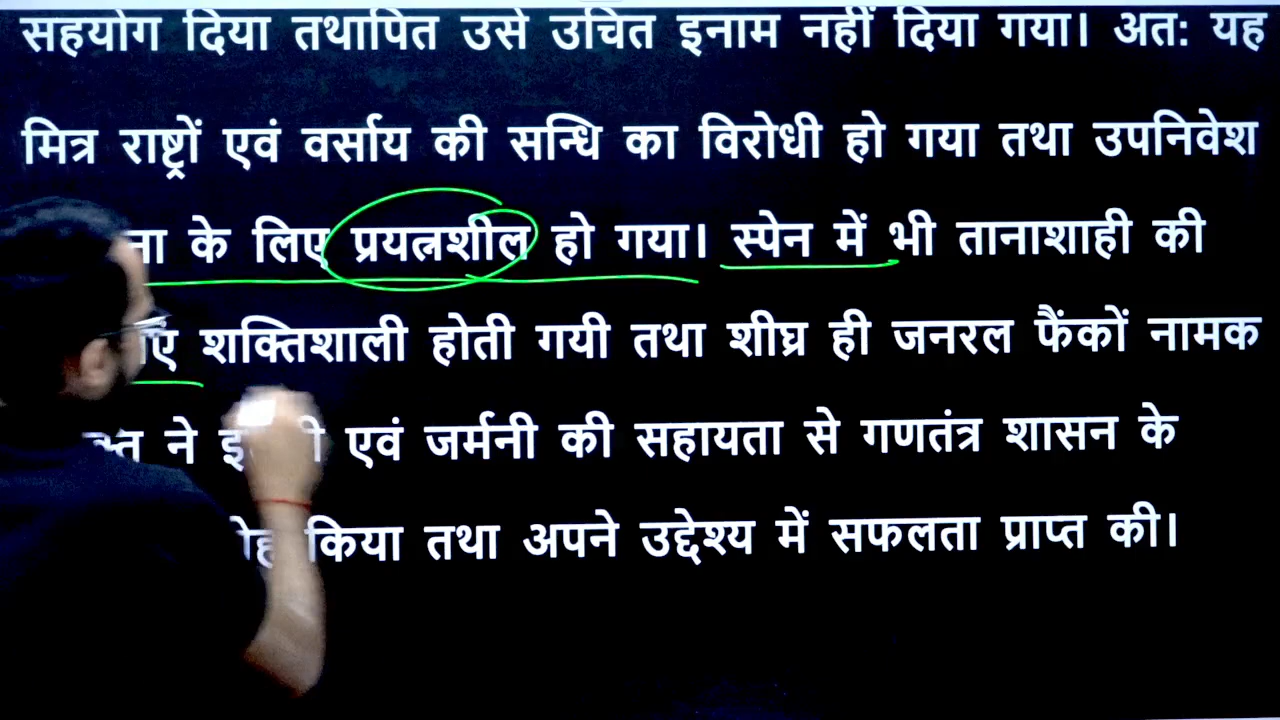 सहयोग दिया तथापित उसे उचित इनाम नहीं दिया गया। अत: यह
मित्र राष्ट्रों एवं वर्साय की सन्धि का विरोधी हो गया तथा उपनिवेश
के लिए प्रयत्नशील हो गया। स्पेन में भी तानाशाही की
शक्तिशाली होती गयी तथा शीघ्र ही जनरल फैंकों नामक
ने एवं जर्मनी की सहायता से गणतंत्र शासन के
किया तथा अपने उद्देश्य में सफलता प्राप्त की।